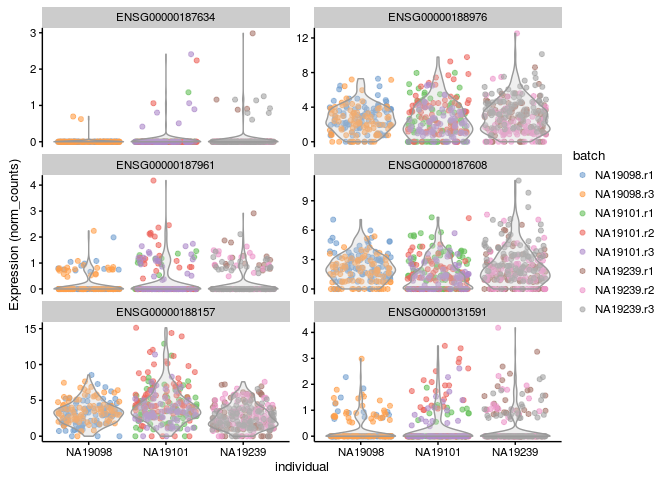 ENSG00000187634
ENSG00000188976
3
2
1
0
12
8
4
0
ENSG00000187961
ENSG00000187608
4
3
2
1
0
9
6
3
0
ENSG00000188157
ENSG00000131591
15
10
5
0
4
3
2
1
0
NA19098
NA19101
NA19239
NA19098
NA19101
NA19239
individual
Expression (norm_counts)
batch
NA19098.r1
NA19098.r3
NA19101.r1
NA19101.r2
NA19101.r3
NA19239.r1
NA19239.r2
NA19239.r3